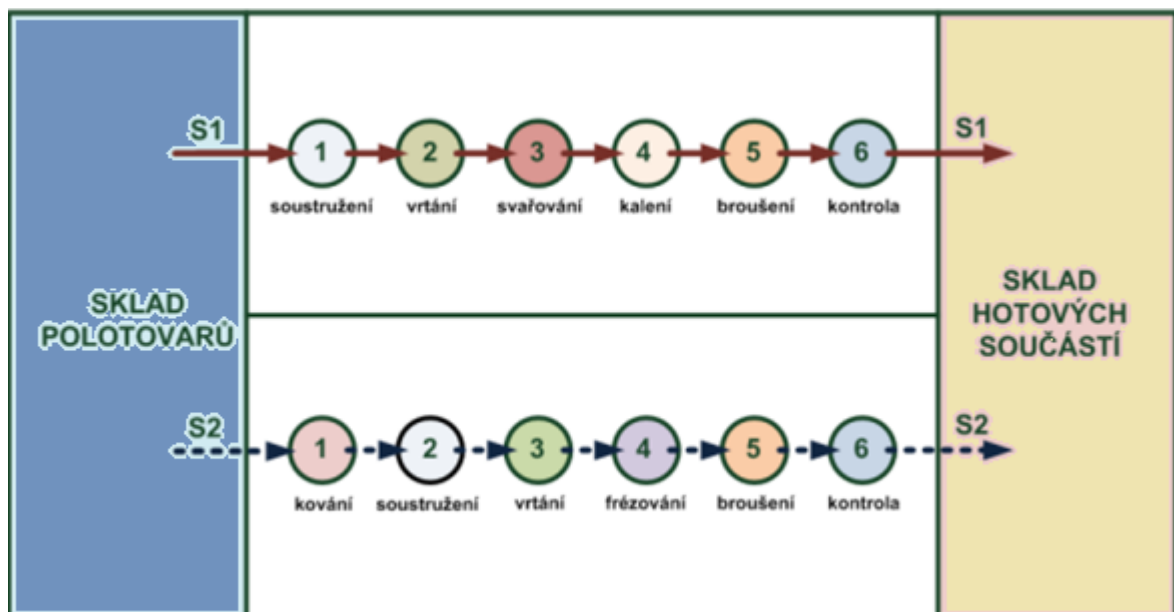 SKLAD
POLOTOVARŮ
S1
1
2
3
4
5
6
soustružení
vrtání
svařování
kalení
broušení
kontrola
S1
S2
1
2
3
4
5
6
kování
soustružení
vrtání
frézování
broušení
kontrola
S2
SKLAD
HOTOVÝCH
SOUČÁSTÍ